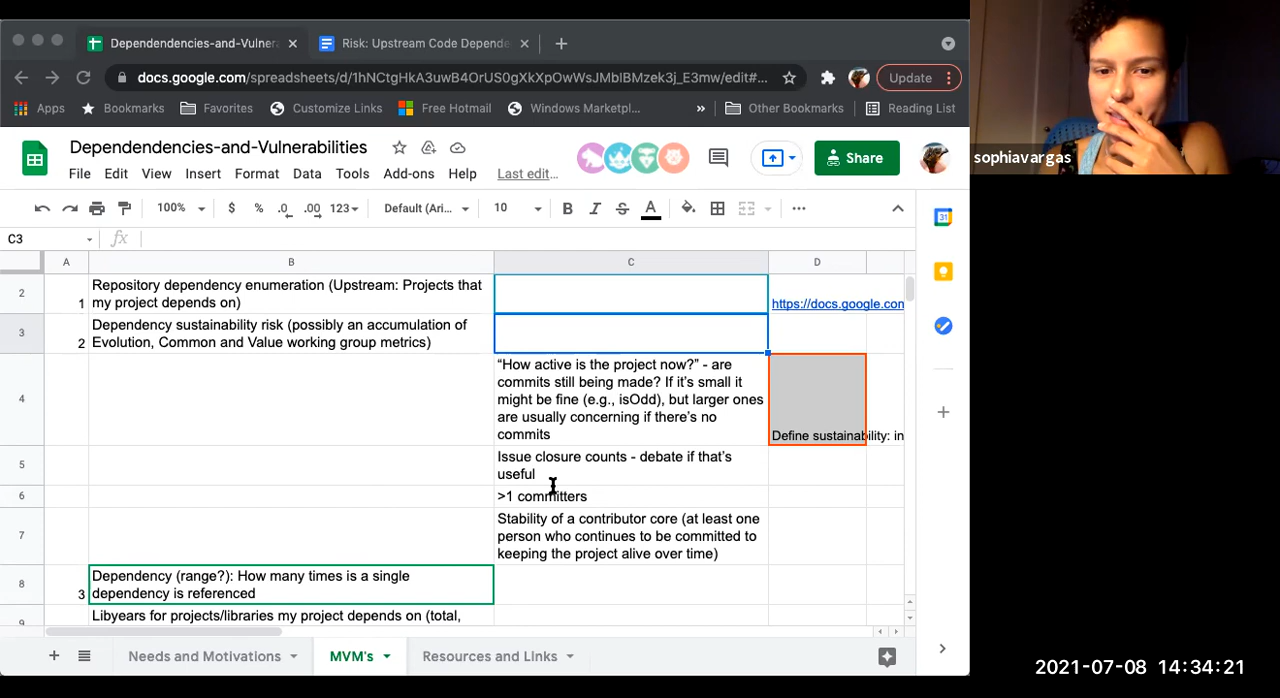 Dependendencies-and-Vulnera
Risk: Upstream Code Depende
docs.google.com/spreadsheets/d/1hNCtgHkA3uwB4OrUS0gXkXpOwWsJMblBMzek3j_E3mw/edit#...
Update
Apps
Bookmarks
Favorites
Customize Links
Free Hotmail
Windows Marketpl...
»
Other Bookmarks
Reading List
sophiavargas
Dependendencies-and-Vulnerabilities
Share
File Edit View Insert Format Data Tools Add-ons Help Last edit...
100% $ % .0 .00 123 Default (Ari... 10 B I S A
C3 fx
A B C D
2 1 Repository dependency enumeration (Upstream: Projects that
my project depends on)
https://docs.google.con
3 2 Dependency sustainability risk (possibly an accumulation of
Evolution, Common and Value working group metrics)
4 “How active is the project now?” - are
commits still being made? If it’s small it
might be fine (e.g., isOdd), but larger ones
are usually concerning if there’s no
commits
Define sustainability: in
5 Issue closure counts - debate if that’s
useful
6 >1 committers
7 Stability of a contributor core (at least one
person who continues to be committed to
keeping the project alive over time)
8 3 Dependency (range?): How many times is a single
dependency is referenced
9 Libyears for projects/libraries my project depends on (total,
Needs and Motivations MVM's Resources and Links
31
2021-07-08 14:34:21